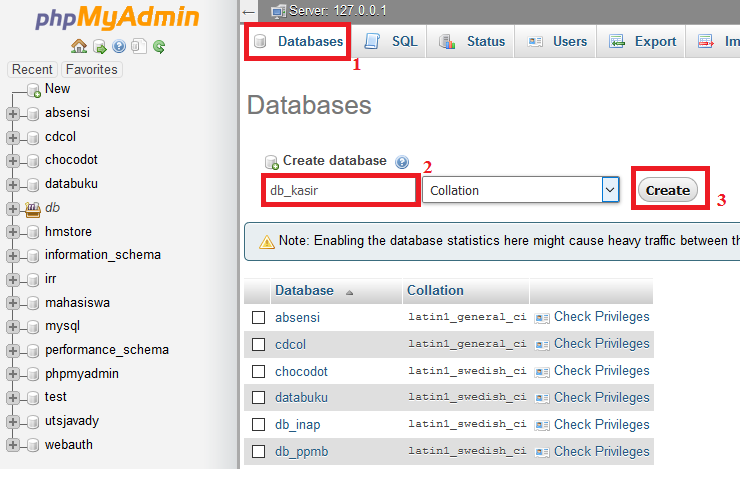 phpMyAdmin
Recent Favorites
New
absensi
cdcol
chocodot
databuku
db
hmstore
information_schema
irr
mahasiswa
mysql
performance_schema
phpmyadmin
test
utsjavady
webauth
Server: 127.0.0.1
Databases SQL Status Users Export Im
1
Databases
Create database 2
db_kasir Collation Create 3
Note: Enabling the database statistics here might cause heavy traffic between th
Database Collation
absensi latin1_general_ci Check Privileges
cdcol latin1_general_ci Check Privileges
chocodot latin1_swedish_ci Check Privileges
databuku latin1_swedish_ci Check Privileges
db_inap latin1_swedish_ci Check Privileges
db_ppmb latin1_swedish_ci Check Privileges